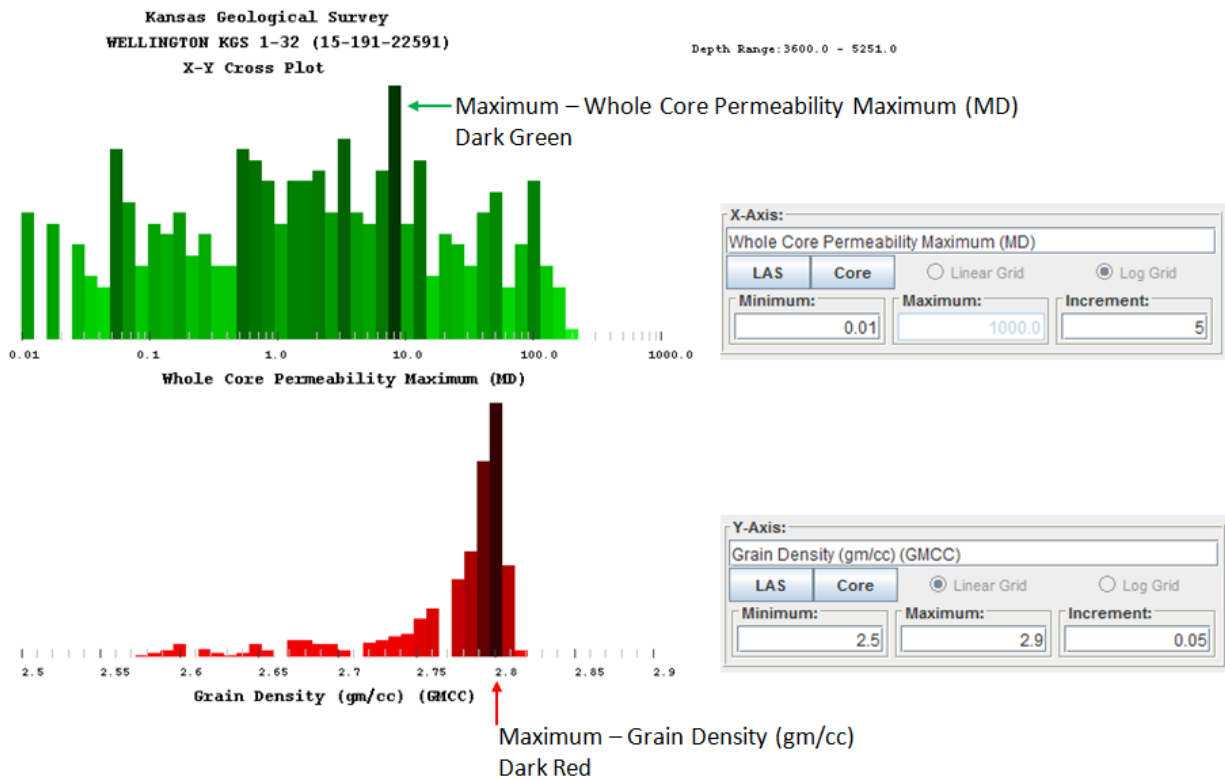 Kansas Geological Survey
WELLINGTON KGS 1-32 (15-191-22591)
X-Y Cross Plot
Depth Range:3600.0 - 5251.0
Maximum – Whole Core Permeability Maximum (MD)
Dark Green
0.01 0.1 1.0 10.0 100.0 1000.0
Whole Core Permeability Maximum (MD)
X-Axis:
Whole Core Permeability Maximum (MD)
LAS Core Linear Grid Log Grid
Minimum: Maximum: Increment:
0.01 1000.0 5
2.5 2.55 2.6 2.65 2.7 2.75 2.8 2.85 2.9
Grain Density (gm/cc) (GMCC)
Maximum – Grain Density (gm/cc)
Dark Red
Y-Axis:
Grain Density (gm/cc) (GMCC)
LAS Core Linear Grid Log Grid
Minimum: Maximum: Increment:
2.5 2.9 0.05